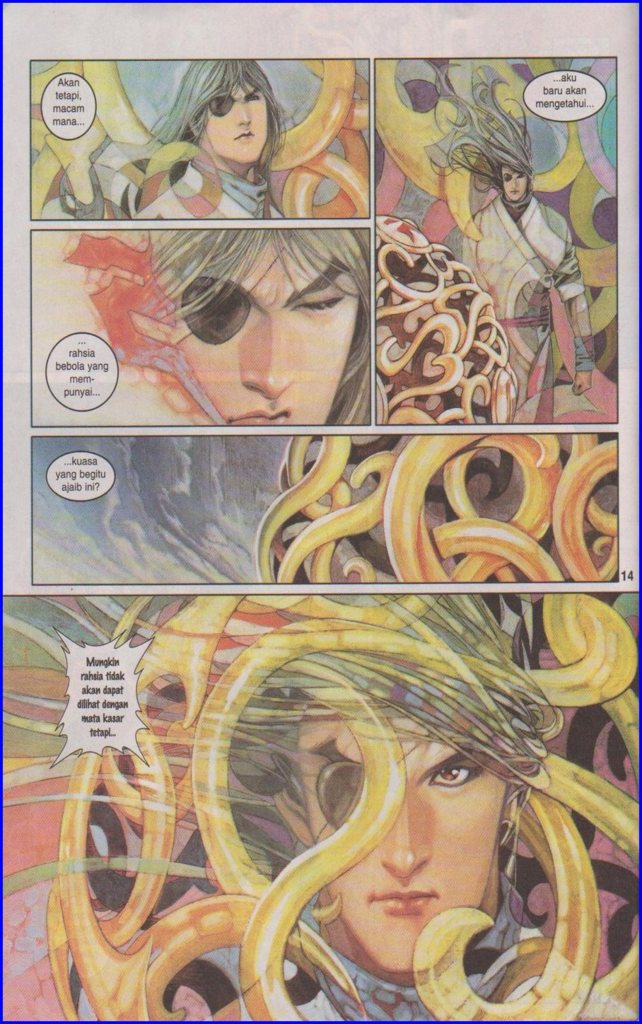 Akan
tetapi,
macam
mana...
...aku
baru akan
mengetahui...
...
rahsia
bebola yang
mem-
punyai...
...kuasa
yang begitu
ajaib ini?
14
Mungkin
rahsia tidak
akan dapat
dilihat dengan
mata kasar
tetapi...